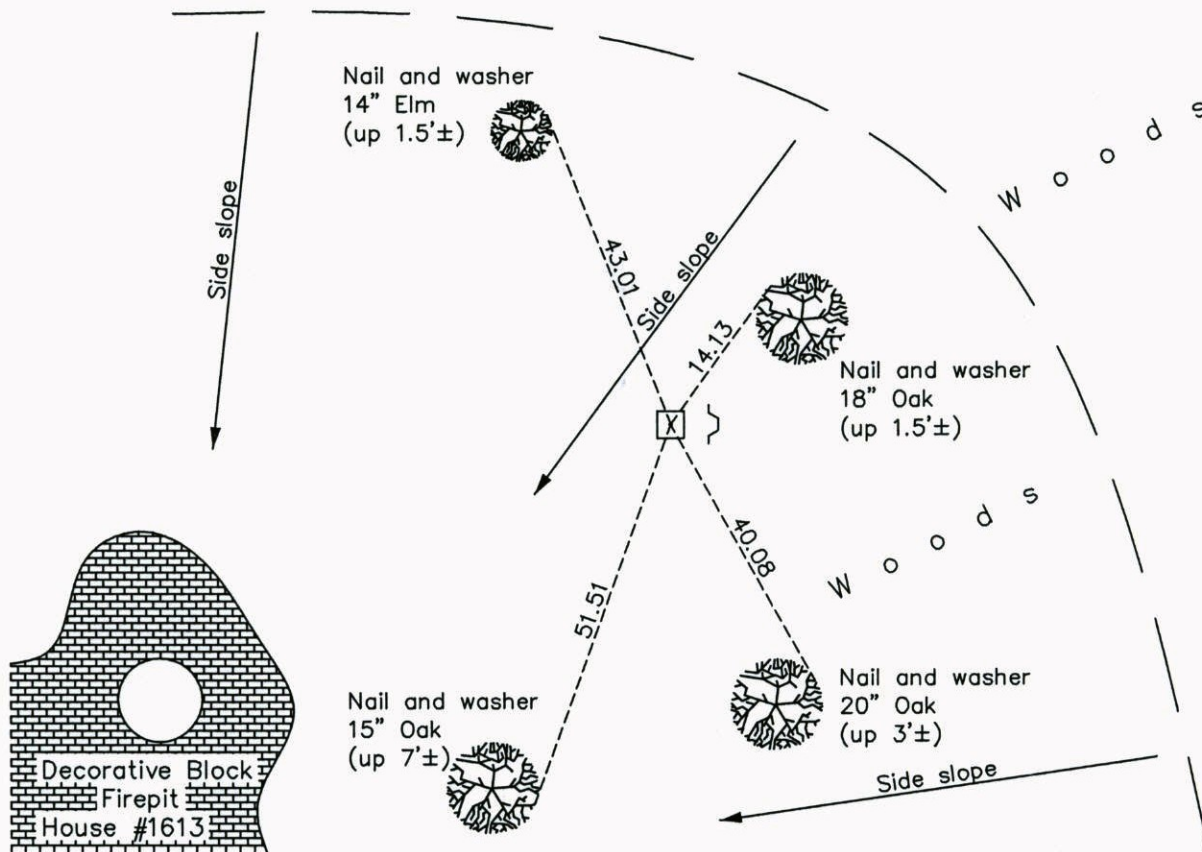 Nail and washer
14" Elm
(up 1.5'±)
Woods
Side slope
Side slope
43.01
14.13
Nail and washer
18" Oak
(up 1.5'±)
X
Woods
40.08
51.51
Nail and washer
15" Oak
(up 7'±)
Nail and washer
20" Oak
(up 3'±)
Side slope
Decorative Block
Firepit
House #1613